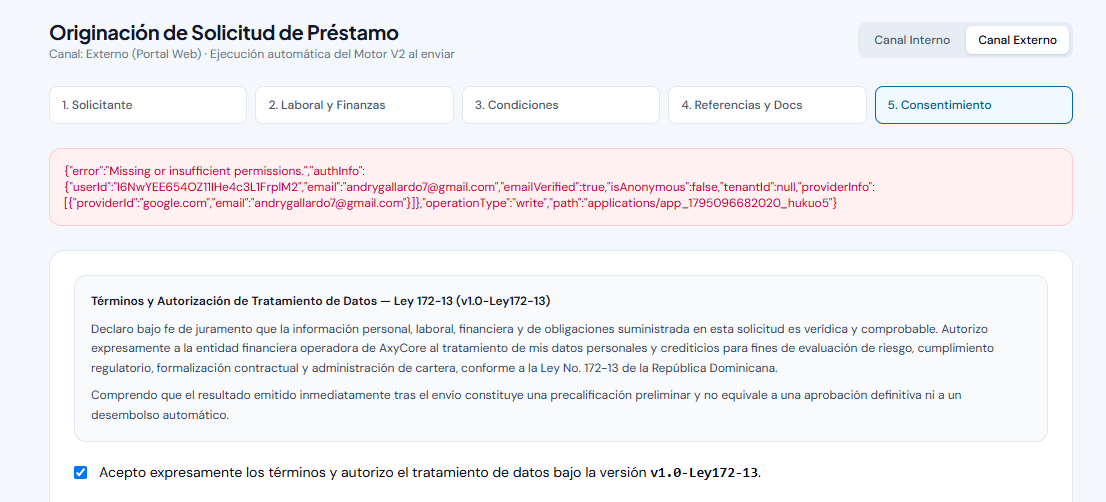 Originación de Solicitud de Préstamo
Canal: Externo (Portal Web) · Ejecución automática del Motor V2 al enviar
Canal Interno
Canal Externo
1. Solicitante
2. Laboral y Finanzas
3. Condiciones
4. Referencias y Docs
5. Consentimiento
{"error":"Missing or insufficient permissions.","authInfo":
{"userId":"I6NwYEE654OZ11IHe4c3L1FrpIM2","email":"andrygallardo7@gmail.com","emailVerified":true,"isAnonymous":false,"tenantId":null,"providerInfo":
[{"providerId":"google.com","email":"andrygallardo7@gmail.com"}]},"operationType":"write","path":"applications/app_1795096682020_hukuo5"}
Términos y Autorización de Tratamiento de Datos — Ley 172-13 (v1.0-Ley172-13)
Declaro bajo fe de juramento que la información personal, laboral, financiera y de obligaciones suministrada en esta solicitud es verídica y comprobable. Autorizo
expresamente a la entidad financiera operadora de AxyCore al tratamiento de mis datos personales y crediticios para fines de evaluación de riesgo, cumplimiento
regulatorio, formalización contractual y administración de cartera, conforme a la Ley No. 172-13 de la República Dominicana.
Comprendo que el resultado emitido inmediatamente tras el envío constituye una precalificación preliminar y no equivale a una aprobación definitiva ni a un
desembolso automático.
Acepto expresamente los términos y autorizo el tratamiento de datos bajo la versión v1.0-Ley172-13.